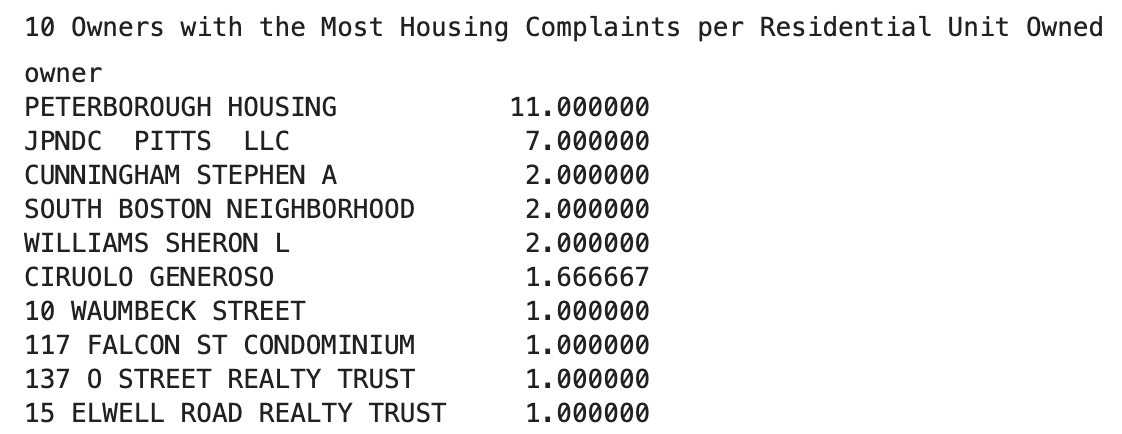 10 Owners with the Most Housing Complaints per Residential Unit Owned
owner
PETERBOROUGH HOUSING           11.000000
JPNDC  PITTS  LLC               7.000000
CUNNINGHAM STEPHEN A            2.000000
SOUTH BOSTON NEIGHBORHOOD       2.000000
WILLIAMS SHERON L               2.000000
CIRUOLO GENEROSO                1.666667
10 WAUMBECK STREET              1.000000
117 FALCON ST CONDOMINIUM       1.000000
137 O STREET REALTY TRUST       1.000000
15 ELWELL ROAD REALTY TRUST     1.000000